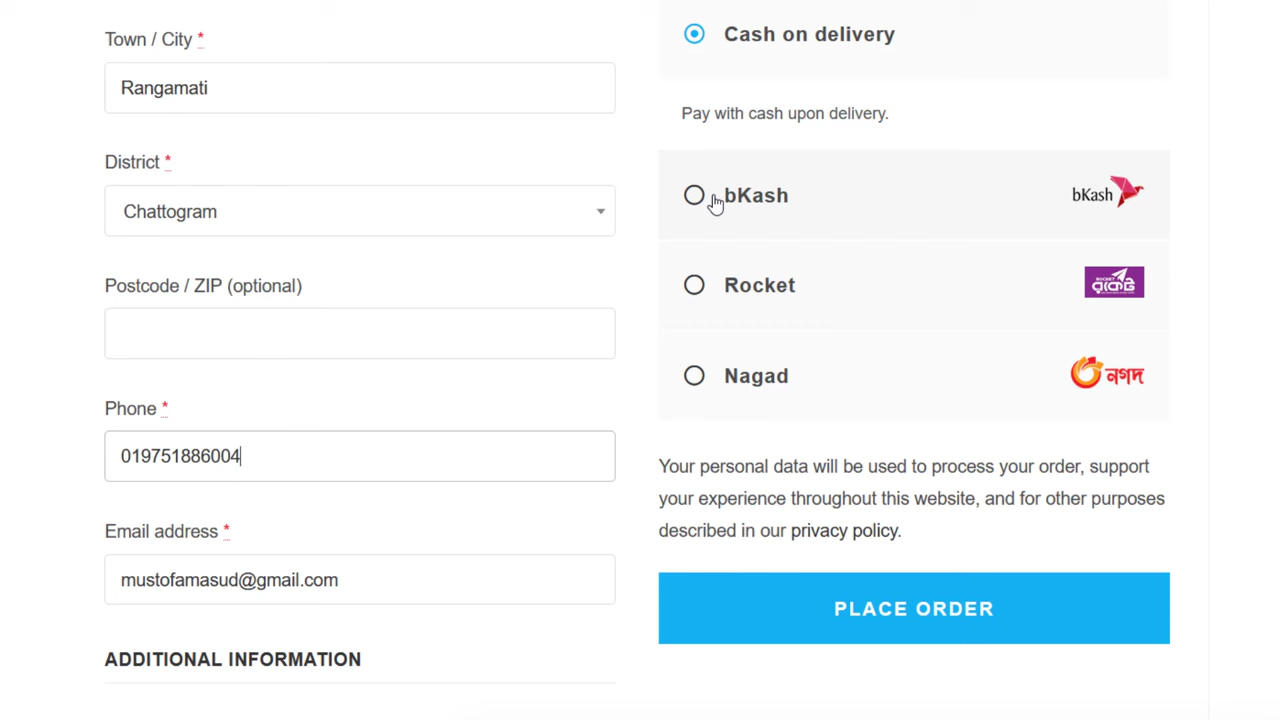 Town / City *
Rangamati
District *
Chattogram
Postcode / ZIP (optional)
Phone *
019751886004
Email address *
mustofamasud@gmail.com
ADDITIONAL INFORMATION
Cash on delivery
Pay with cash upon delivery.
bKash
bKash
Rocket
ROCKET
রকেট
Nagad
নগদ
Your personal data will be used to process your order, support
your experience throughout this website, and for other purposes
described in our privacy policy.
PLACE ORDER